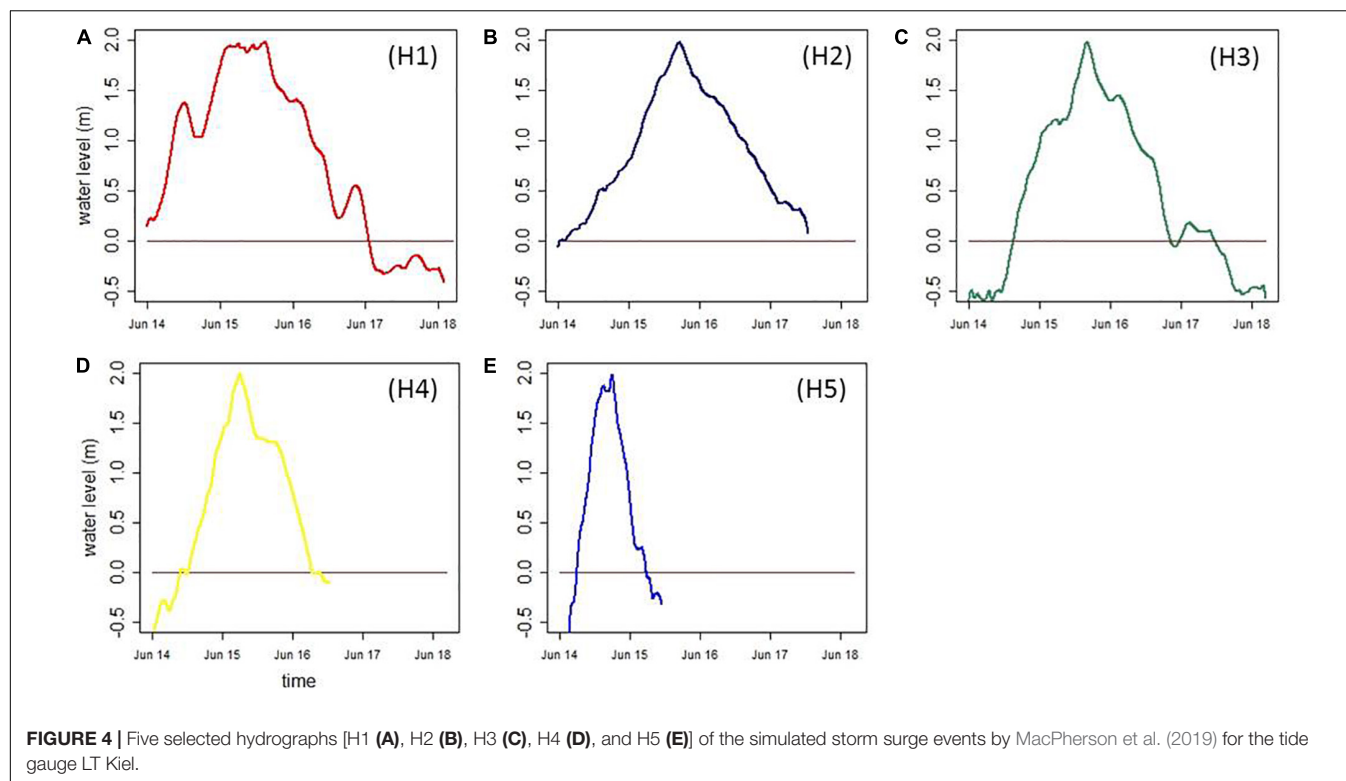 A
(H1)
water level (m)
2.0
1.5
1.0
0.5
0.0
-0.5
Jun 14 Jun 15 Jun 16 Jun 17 Jun 18
B
(H2)
2.0
1.5
1.0
0.5
0.0
-0.5
Jun 14 Jun 15 Jun 16 Jun 17 Jun 18
C
(H3)
2.0
1.5
1.0
0.5
0.0
-0.5
Jun 14 Jun 15 Jun 16 Jun 17 Jun 18
D
(H4)
water level (m)
2.0
1.5
1.0
0.5
0.0
-0.5
Jun 14 Jun 15 Jun 16 Jun 17 Jun 18
time
E
(H5)
2.0
1.5
1.0
0.5
0.0
-0.5
Jun 14 Jun 15 Jun 16 Jun 17 Jun 18
FIGURE 4 | Five selected hydrographs [H1 (A), H2 (B), H3 (C), H4 (D), and H5 (E)] of the simulated storm surge events by MacPherson et al. (2019) for the tide
gauge LT Kiel.